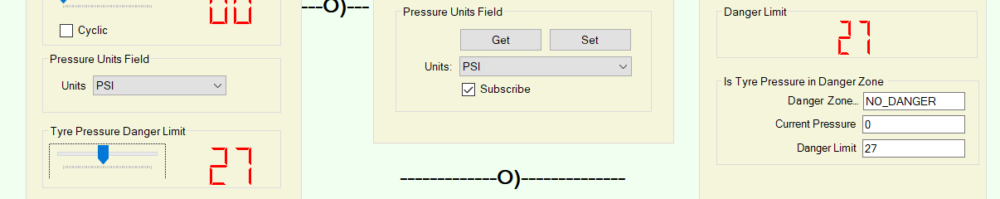 00
Cyclic
Pressure Units Field
Units PSI
Tyre Pressure Danger Limit
27
---O)---
Pressure Units Field
Get Set
Units: PSI
Subscribe
-------------O)--------------
Danger Limit
27
Is Tyre Pressure in Danger Zone
Danger Zone... NO_DANGER
Current Pressure 0
Danger Limit 27